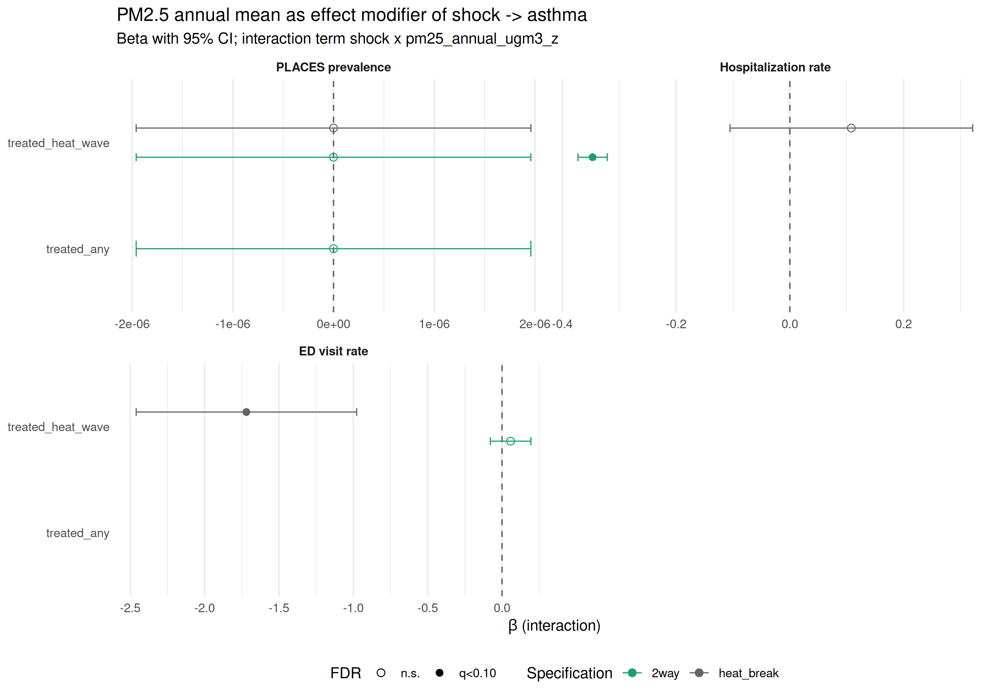 PM2.5 annual mean as effect modifier of shock -> asthma
Beta with 95% CI; interaction term shock x pm25_annual_ugm3_z
PLACES prevalence
Hospitalization rate
treated_heat_wave
treated_any
-2e-06 -1e-06 0e+00 1e-06 2e-06 -0.4 -0.2 0.0 0.2
ED visit rate
treated_heat_wave
treated_any
-2.5 -2.0 -1.5 -1.0 -0.5 0.0
β (interaction)
FDR n.s. q<0.10 Specification 2way heat_break